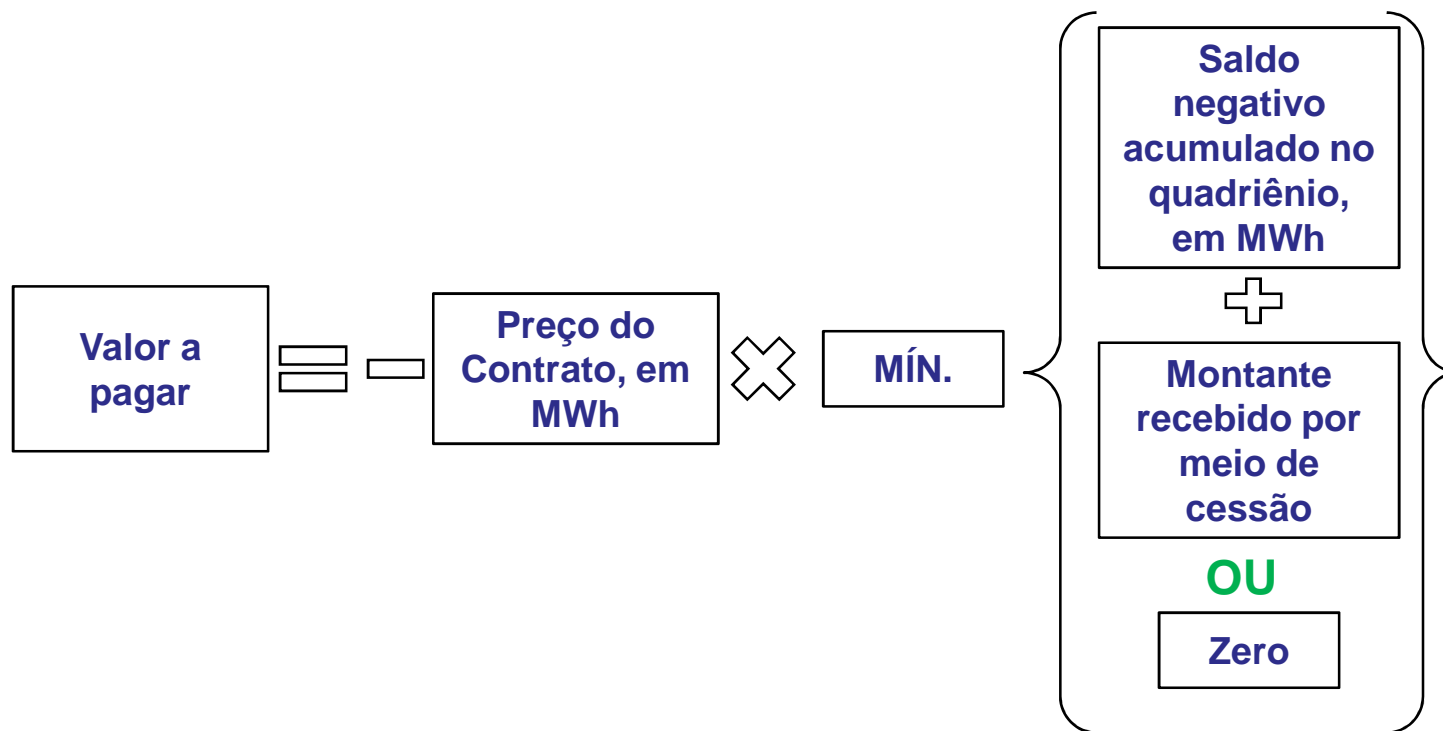 Valor a
pagar
Preço do
Contrato, em
MWh
MÍN.
Saldo
negativo
acumulado no
quadriênio,
em MWh
Montante
recebido por
meio de
cessão
OU
Zero